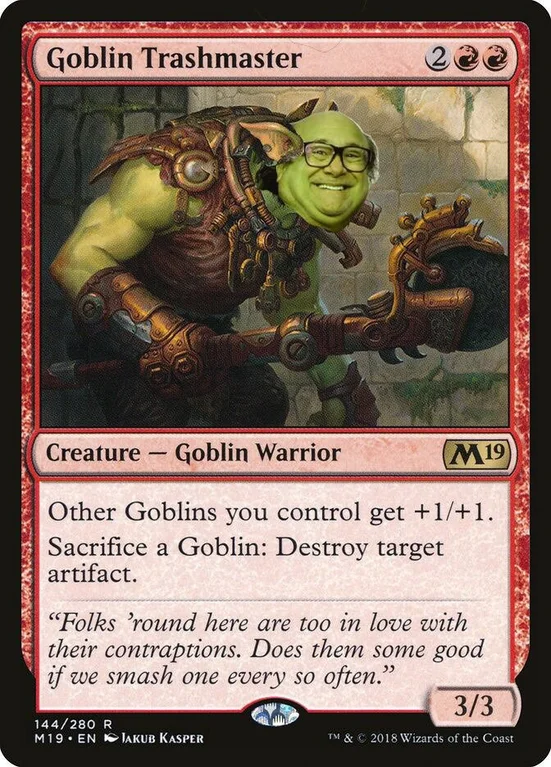 Goblin Trashmaster 2
Creature — Goblin Warrior M19
Other Goblins you control get +1/+1.
Sacrifice a Goblin: Destroy target
artifact.
“Folks ’round here are too in love with
their contraptions. Does them some good
if we smash one every so often.”
3/3
144/280 R
M19 • EN Jakub Kasper ™ & © 2018 Wizards of the Coast